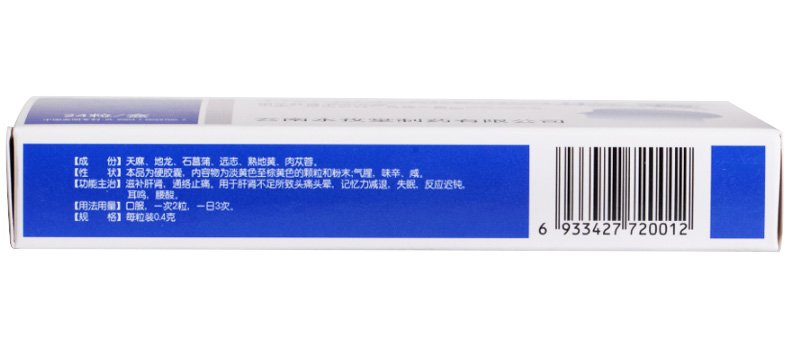 24粒/盒
【成　份】天麻、地龙、石菖蒲、远志、熟地黄、肉苁蓉。
【性　状】本品为硬胶囊，内容物为淡黄色至棕黄色的颗粒和粉末;气腥，味辛、咸。
【功能主治】滋补肝肾，通络止痛，用于肝肾不足所致头痛头晕，记忆力减退，失眠，反应迟钝，
耳鸣，腰酸。
【用法用量】口服，一次2粒，一日3次。
【规　格】每粒装0.4克
6 933427 720012